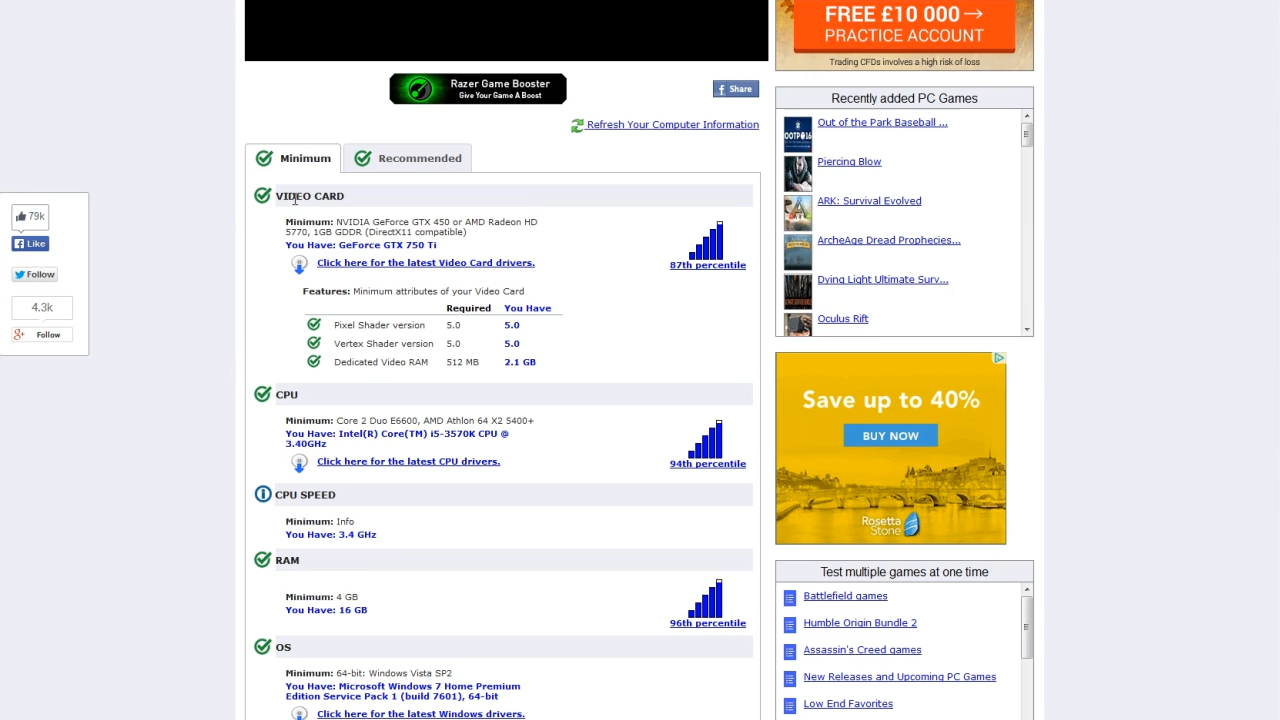 FREE £10 000→
PRACTICE ACCOUNT
Trading CFDs involves a high risk of loss
Razer Game Booster
Give Your Game A Boost
f Share
Refresh Your Computer Information
Minimum
Recommended
VIDEO CARD
Minimum: NVIDIA GeForce GTX 450 or AMD Radeon HD
5770, 1GB GDDR (DirectX11 compatible)
You Have: GeForce GTX 750 Ti
Click here for the latest Video Card drivers.
87th percentile
Features: Minimum attributes of your Video Card
Required You Have
Pixel Shader version 5.0 5.0
Vertex Shader version 5.0 5.0
Dedicated Video RAM 512 MB 2.1 GB
CPU
Minimum: Core 2 Duo E6600, AMD Athlon 64 X2 5400+
You Have: Intel(R) Core(TM) i5-3570K CPU @
3.40GHz
Click here for the latest CPU drivers.
94th percentile
CPU SPEED
Minimum: Info
You Have: 3.4 GHz
RAM
Minimum: 4 GB
You Have: 16 GB
96th percentile
OS
Minimum: 64-bit: Windows Vista SP2
You Have: Microsoft Windows 7 Home Premium
Edition Service Pack 1 (build 7601), 64-bit
Click here for the latest Windows drivers.
79k
f Like
Follow
4.3k
g+ Follow
Recently added PC Games
OOTP 16
Out of the Park Baseball ...
Piercing Blow
ARK: Survival Evolved
ArcheAge Dread Prophecies...
Dying Light Ultimate Surv...
Oculus Rift
Save up to 40%
BUY NOW
Rosetta
Stone
Test multiple games at one time
Battlefield games
Humble Origin Bundle 2
Assassin's Creed games
New Releases and Upcoming PC Games
Low End Favorites